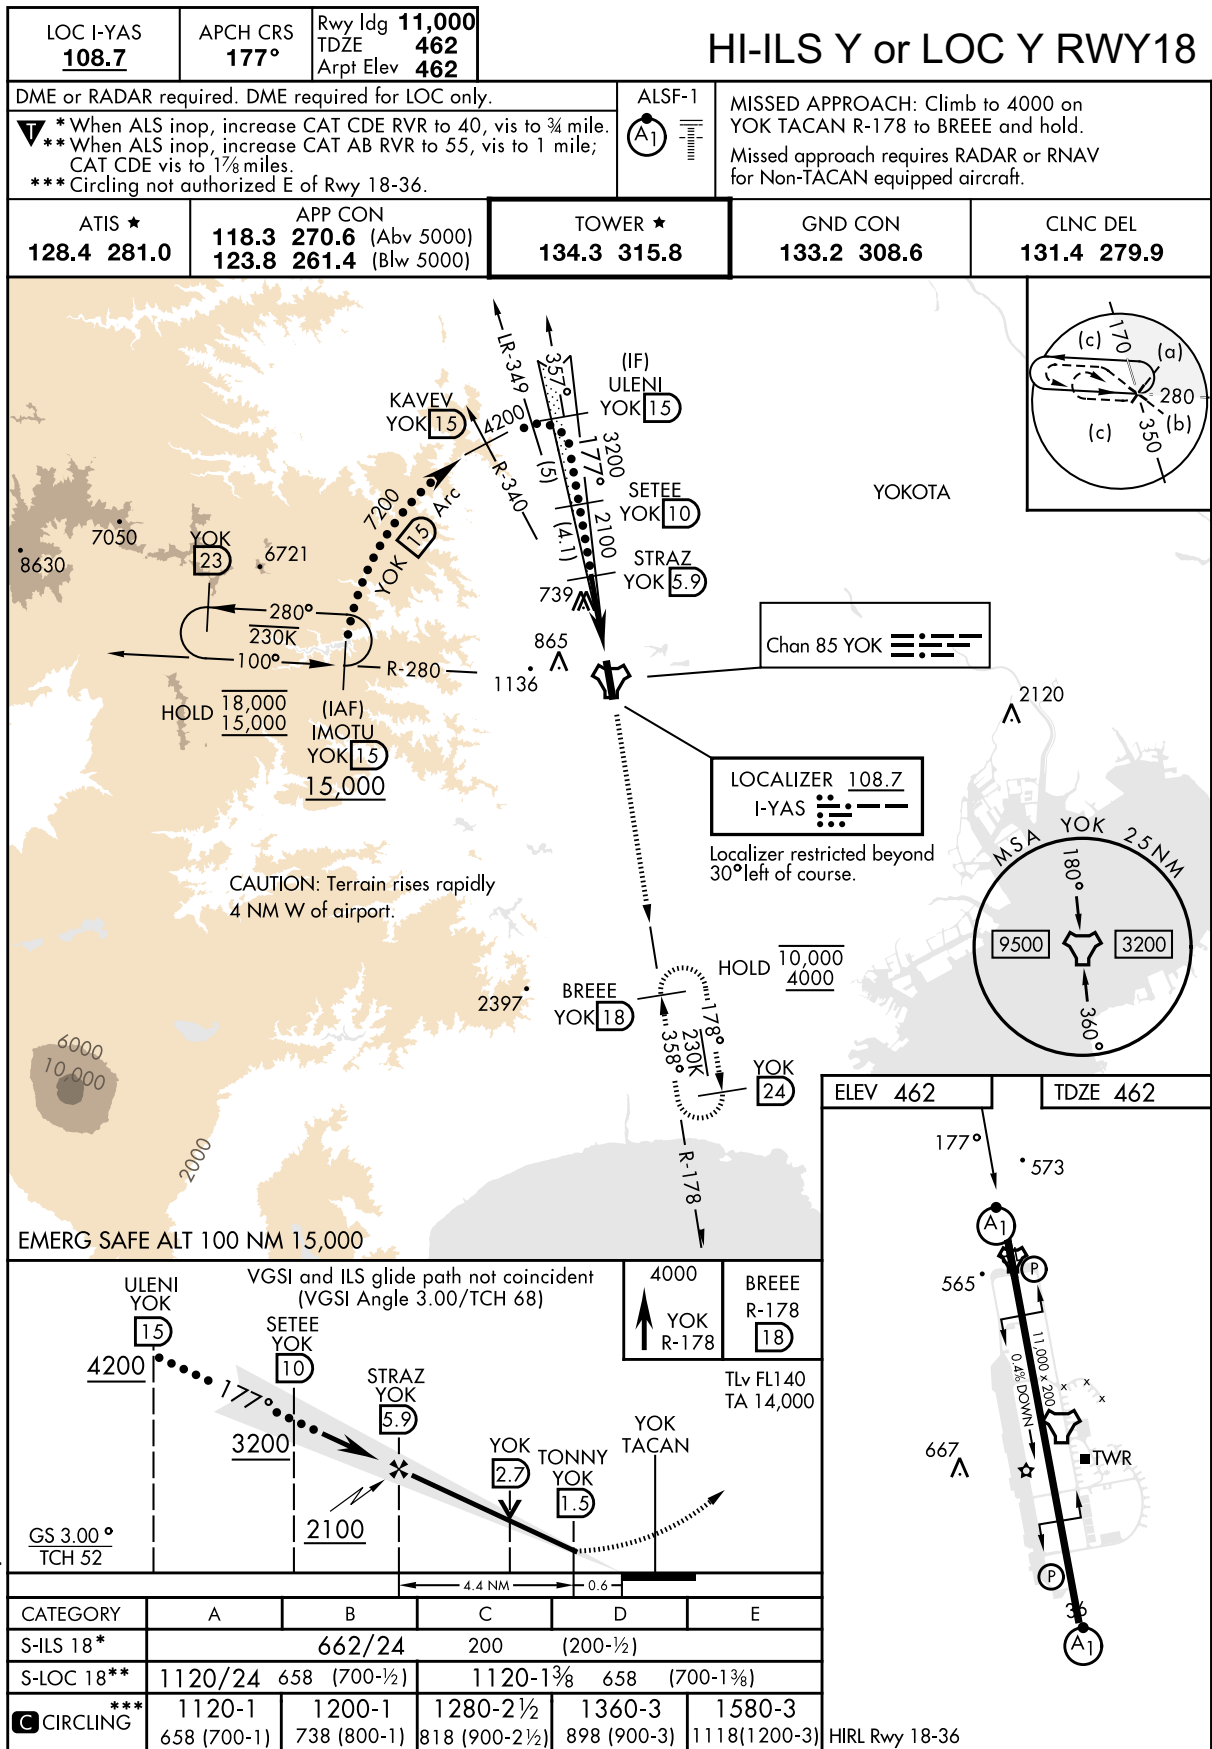 LOC I-YAS
108.7
APCH CRS
177°
Rwy ldg 11,000
TDZE 462
Arpt Elev 462
HI-ILS Y or LOC Y RWY18
DME or RADAR required. DME required for LOC only.
T * When ALS inop, increase CAT CDE RVR to 40, vis to ¾ mile.
** When ALS inop, increase CAT AB RVR to 55, vis to 1 mile;
CAT CDE vis to 1⅞ miles.
*** Circling not authorized E of Rwy 18-36.
ALSF-1
A1
MISSED APPROACH: Climb to 4000 on
YOK TACAN R-178 to BREEE and hold.
Missed approach requires RADAR or RNAV
for Non-TACAN equipped aircraft.
ATIS ★
128.4 281.0
APP CON
118.3 270.6 (Abv 5000)
123.8 261.4 (Blw 5000)
TOWER ★
134.3 315.8
GND CON
133.2 308.6
CLNC DEL
131.4 279.9
LR-349
357°
(IF)
ULENI
YOK 15
KAVEV
YOK 15
4200
R-340
(5)
3200
177°
SETEE
YOK 10
(4.1)
2100
STRAZ
YOK 5.9
739
YOKOTA
170
(c)
(a)
280
(b)
(c)
350
7050
8630
YOK
23
6721
7200
YOK 15 Arc
280°
230K
100°
R-280
HOLD 18,000
15,000
(IAF)
IMOTU
YOK 15
15,000
865
1136
Chan 85 YOK
2120
LOCALIZER 108.7
I-YAS
Localizer restricted beyond
30° left of course.
MSA YOK 25NM
180°
9500
3200
360°
CAUTION: Terrain rises rapidly
4 NM W of airport.
HOLD 10,000
4000
BREEE
YOK 18
2397
178°
230K
358°
YOK
24
R-178
6000
10,000
2000
EMERG SAFE ALT 100 NM 15,000
ELEV 462
TDZE 462
177°
573
A1
565
P
11,000 x 200
0.4% DOWN
x x
x
667
TWR
P
36
A1
HIRL Rwy 18-36
VGSI and ILS glide path not coincident
(VGSI Angle 3.00/TCH 68)
ULENI
YOK
15
4200
177°
SETEE
YOK
10
3200
STRAZ
YOK
5.9
2100
YOK
2.7
TONNY
YOK
1.5
YOK
TACAN
4000
YOK
R-178
BREEE
R-178
18
TLv FL140
TA 14,000
GS 3.00°
TCH 52
4.4 NM
0.6
CATEGORY A B C D E
S-ILS 18* 662/24 200 (200-½)
S-LOC 18** 1120/24 658 (700-½) 1120-1⅜ 658 (700-1⅜)
C CIRCLING*** 1120-1 1200-1 1280-2½ 1360-3 1580-3
658 (700-1) 738 (800-1) 818 (900-2½) 898 (900-3) 1118(1200-3)